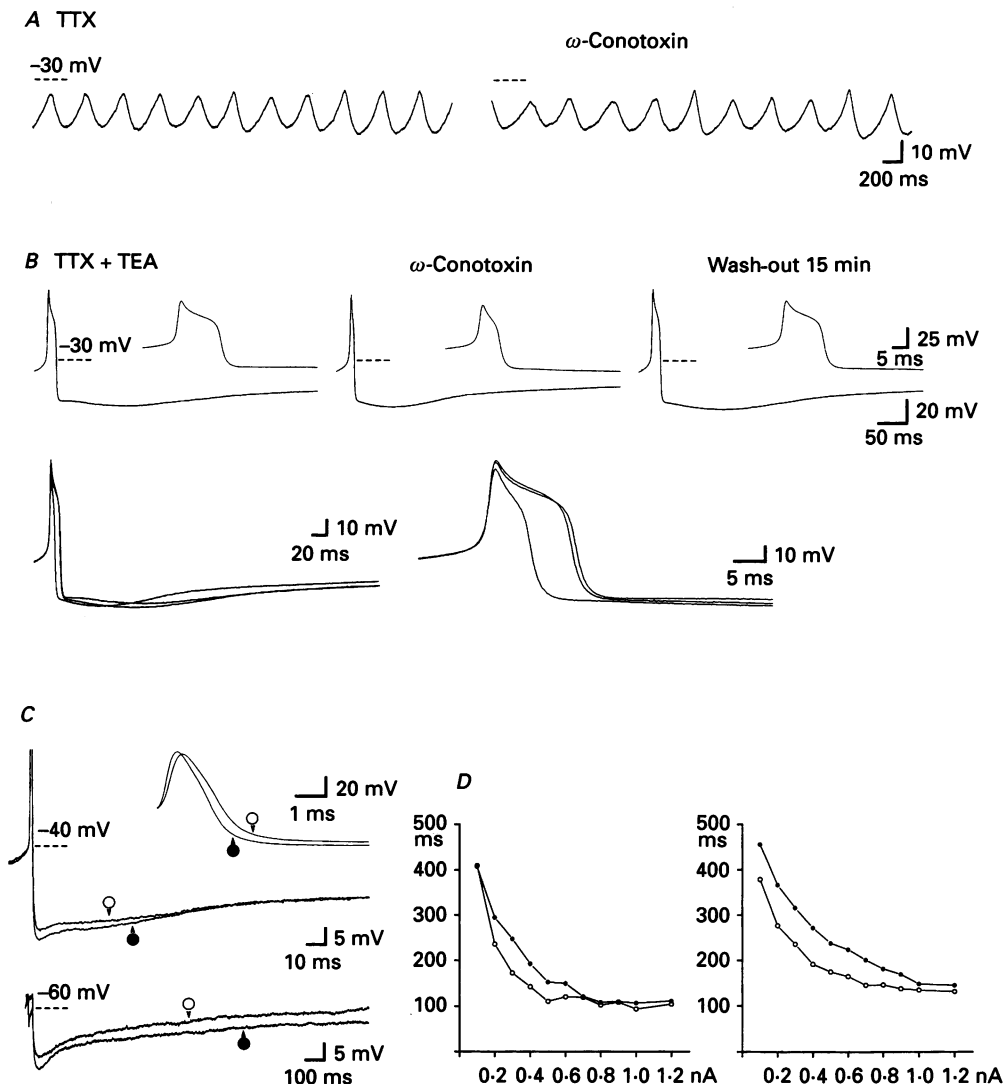 A TTX
ω-Conotoxin
–30 mV
10 mV
200 ms
B TTX + TEA
ω-Conotoxin
Wash-out 15 min
–30 mV
25 mV
5 ms
20 mV
50 ms
10 mV
20 ms
10 mV
5 ms
C
20 mV
1 ms
–40 mV
5 mV
10 ms
–60 mV
5 mV
100 ms
D
500
ms
400
300
200
100
0·2 0·4 0·6 0·8 1·0 1·2 nA
500
ms
400
300
200
100
0·2 0·4 0·6 0·8 1·0 1·2 nA